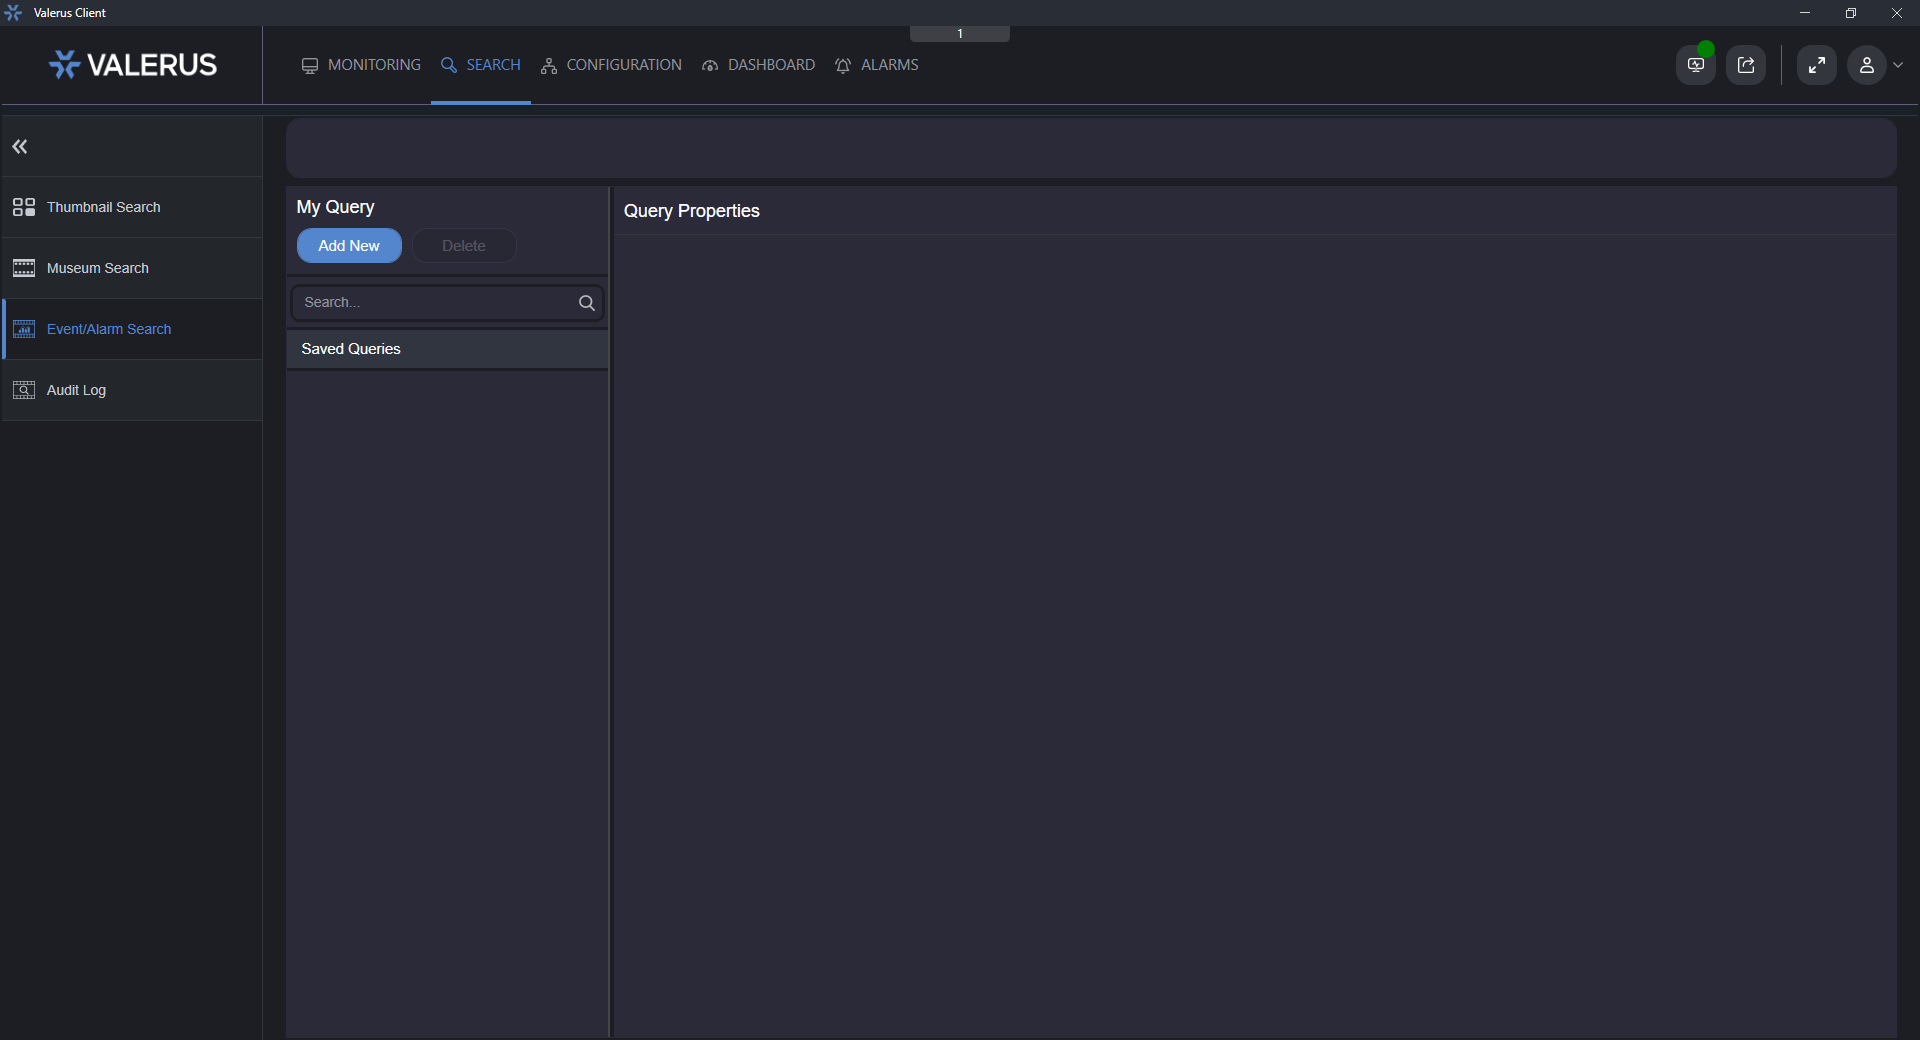 Valerus Client
1
VALERUS
MONITORING SEARCH CONFIGURATION DASHBOARD ALARMS
Thumbnail Search
Museum Search
Event/Alarm Search
Audit Log
My Query
Add New Delete
Search...
Saved Queries
Query Properties